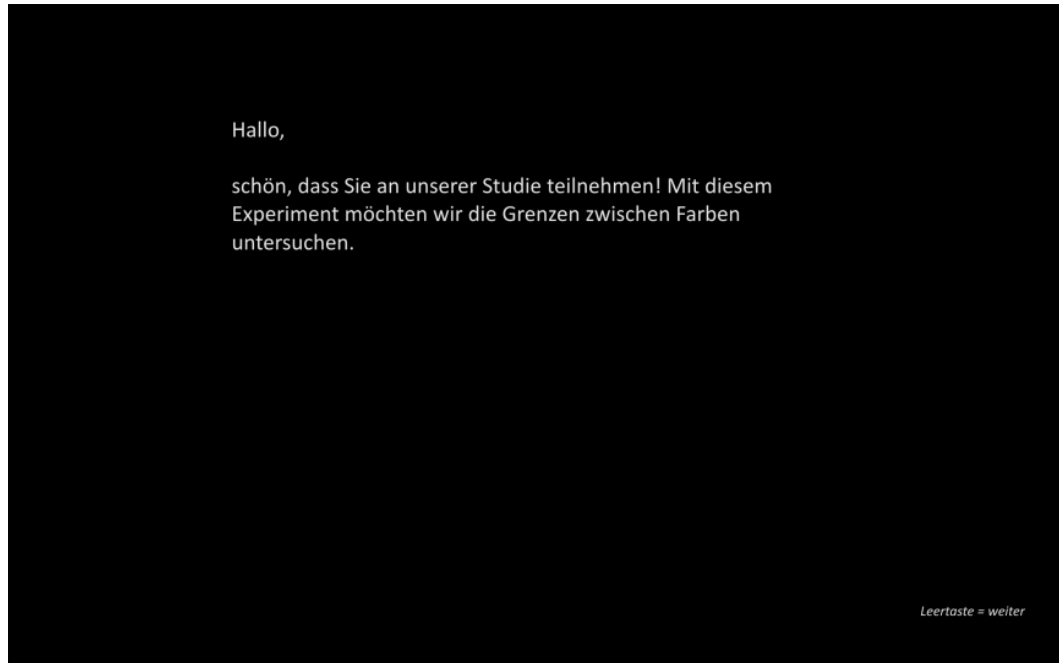 Hallo,
schön, dass Sie an unserer Studie teilnehmen! Mit diesem
Experiment möchten wir die Grenzen zwischen Farben
untersuchen.
Leertaste = weiter